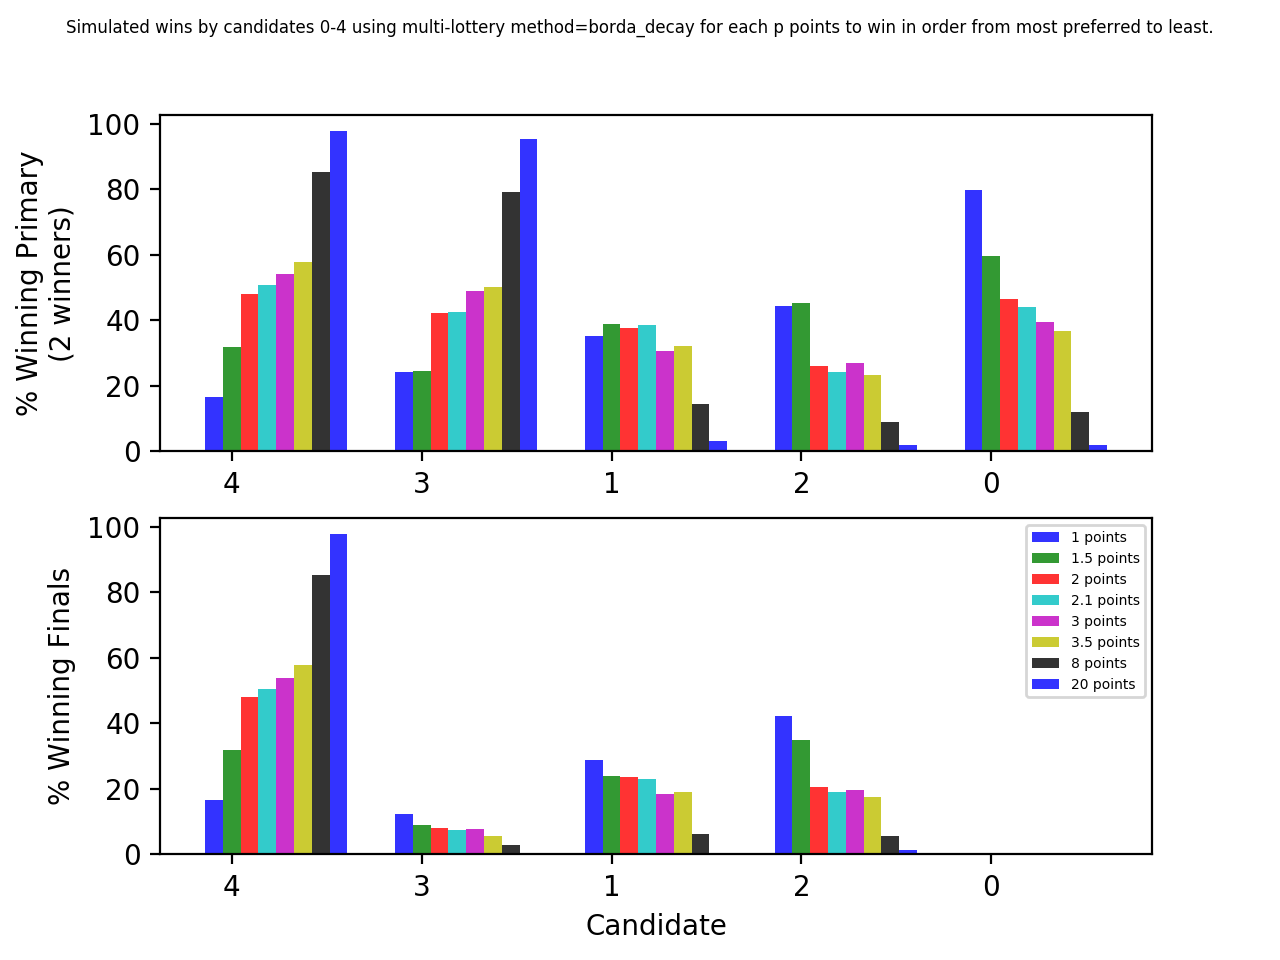 Simulated wins by candidates 0-4 using multi-lottery method=borda_decay for each p points to win in order from most preferred to least.
% Winning Primary
(2 winners)
100
80
60
40
20
0
4 3 1 2 0
% Winning Finals
100
80
60
40
20
0
1 points
1.5 points
2 points
2.1 points
3 points
3.5 points
8 points
20 points
4 3 1 2 0
Candidate